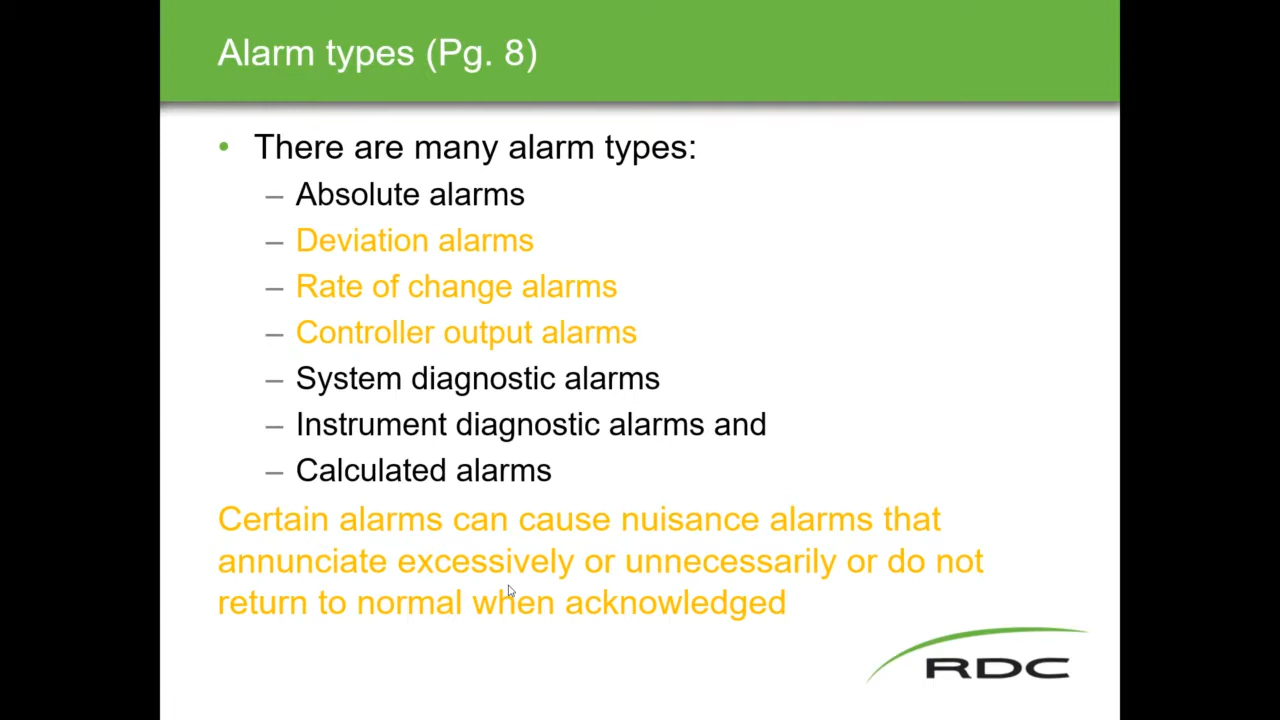 Alarm types (Pg. 8)
• There are many alarm types:
– Absolute alarms
– Deviation alarms
– Rate of change alarms
– Controller output alarms
– System diagnostic alarms
– Instrument diagnostic alarms and
– Calculated alarms
Certain alarms can cause nuisance alarms that
annunciate excessively or unnecessarily or do not
return to normal when acknowledged
RDC